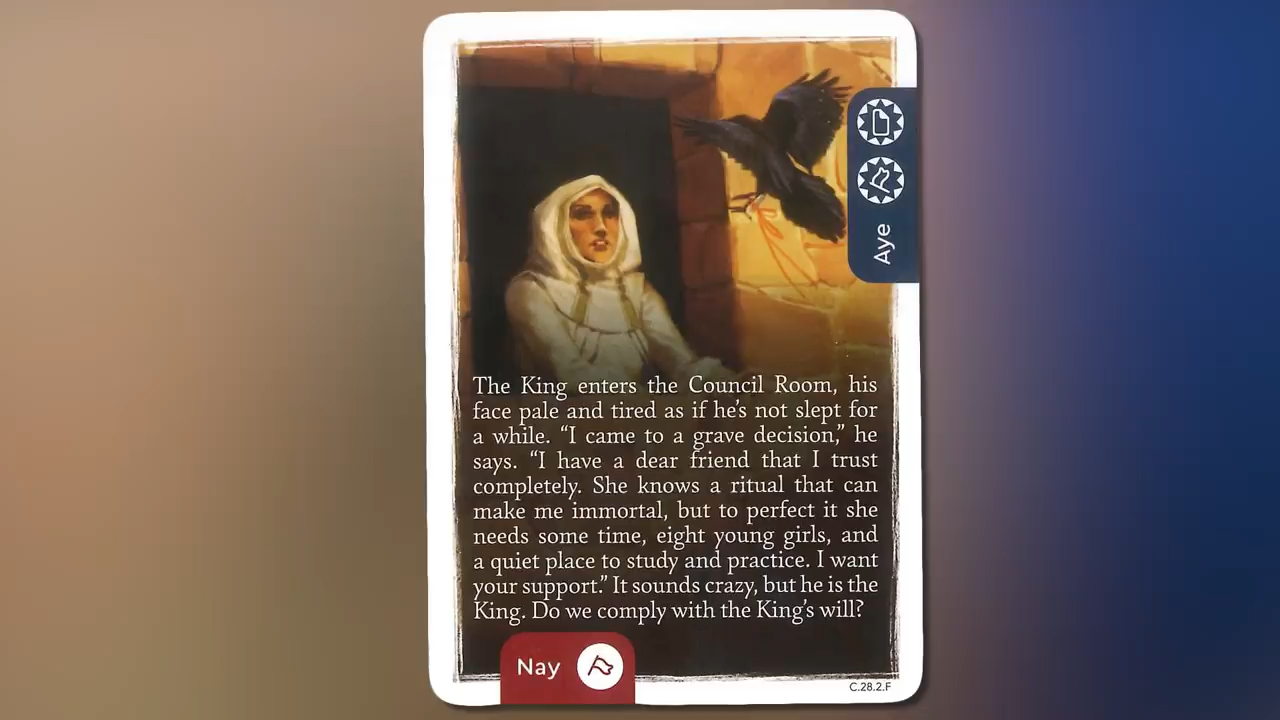 Aye
The King enters the Council Room, his
face pale and tired as if he's not slept for
a while. “I came to a grave decision,” he
says. “I have a dear friend that I trust
completely. She knows a ritual that can
make me immortal, but to perfect it she
needs some time, eight young girls, and
a quiet place to study and practice. I want
your support.” It sounds crazy, but he is the
King. Do we comply with the King's will?
Nay
C.28.2.F